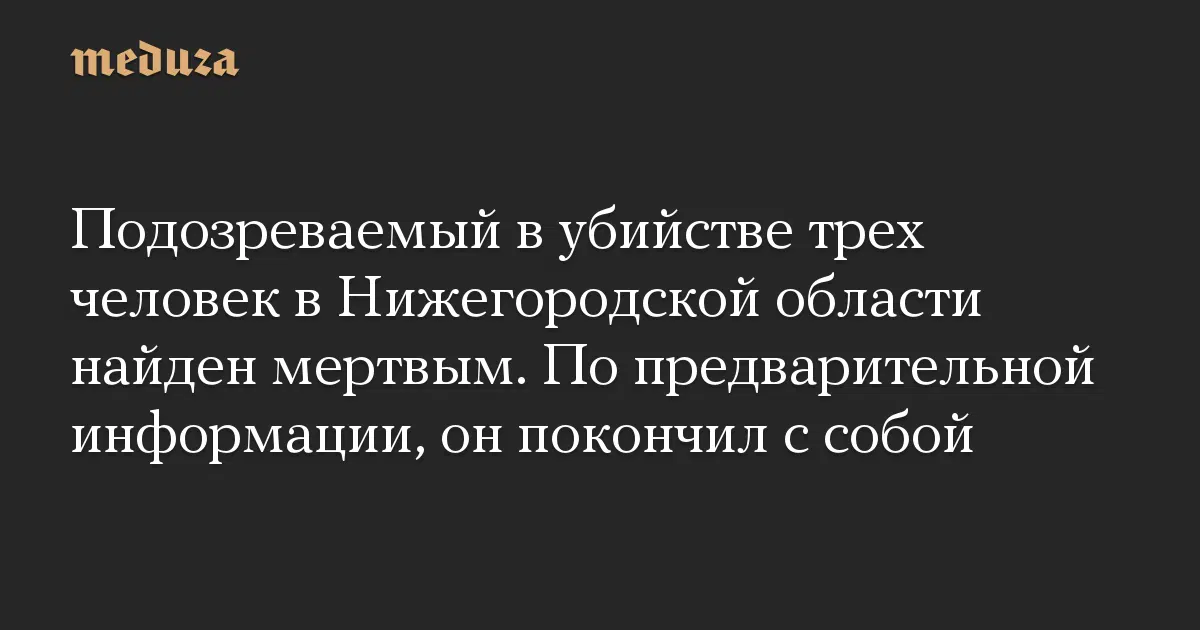 meduza
Подозреваемый в убийстве трех
человек в Нижегородской области
найден мертвым. По предварительной
информации, он покончил с собой